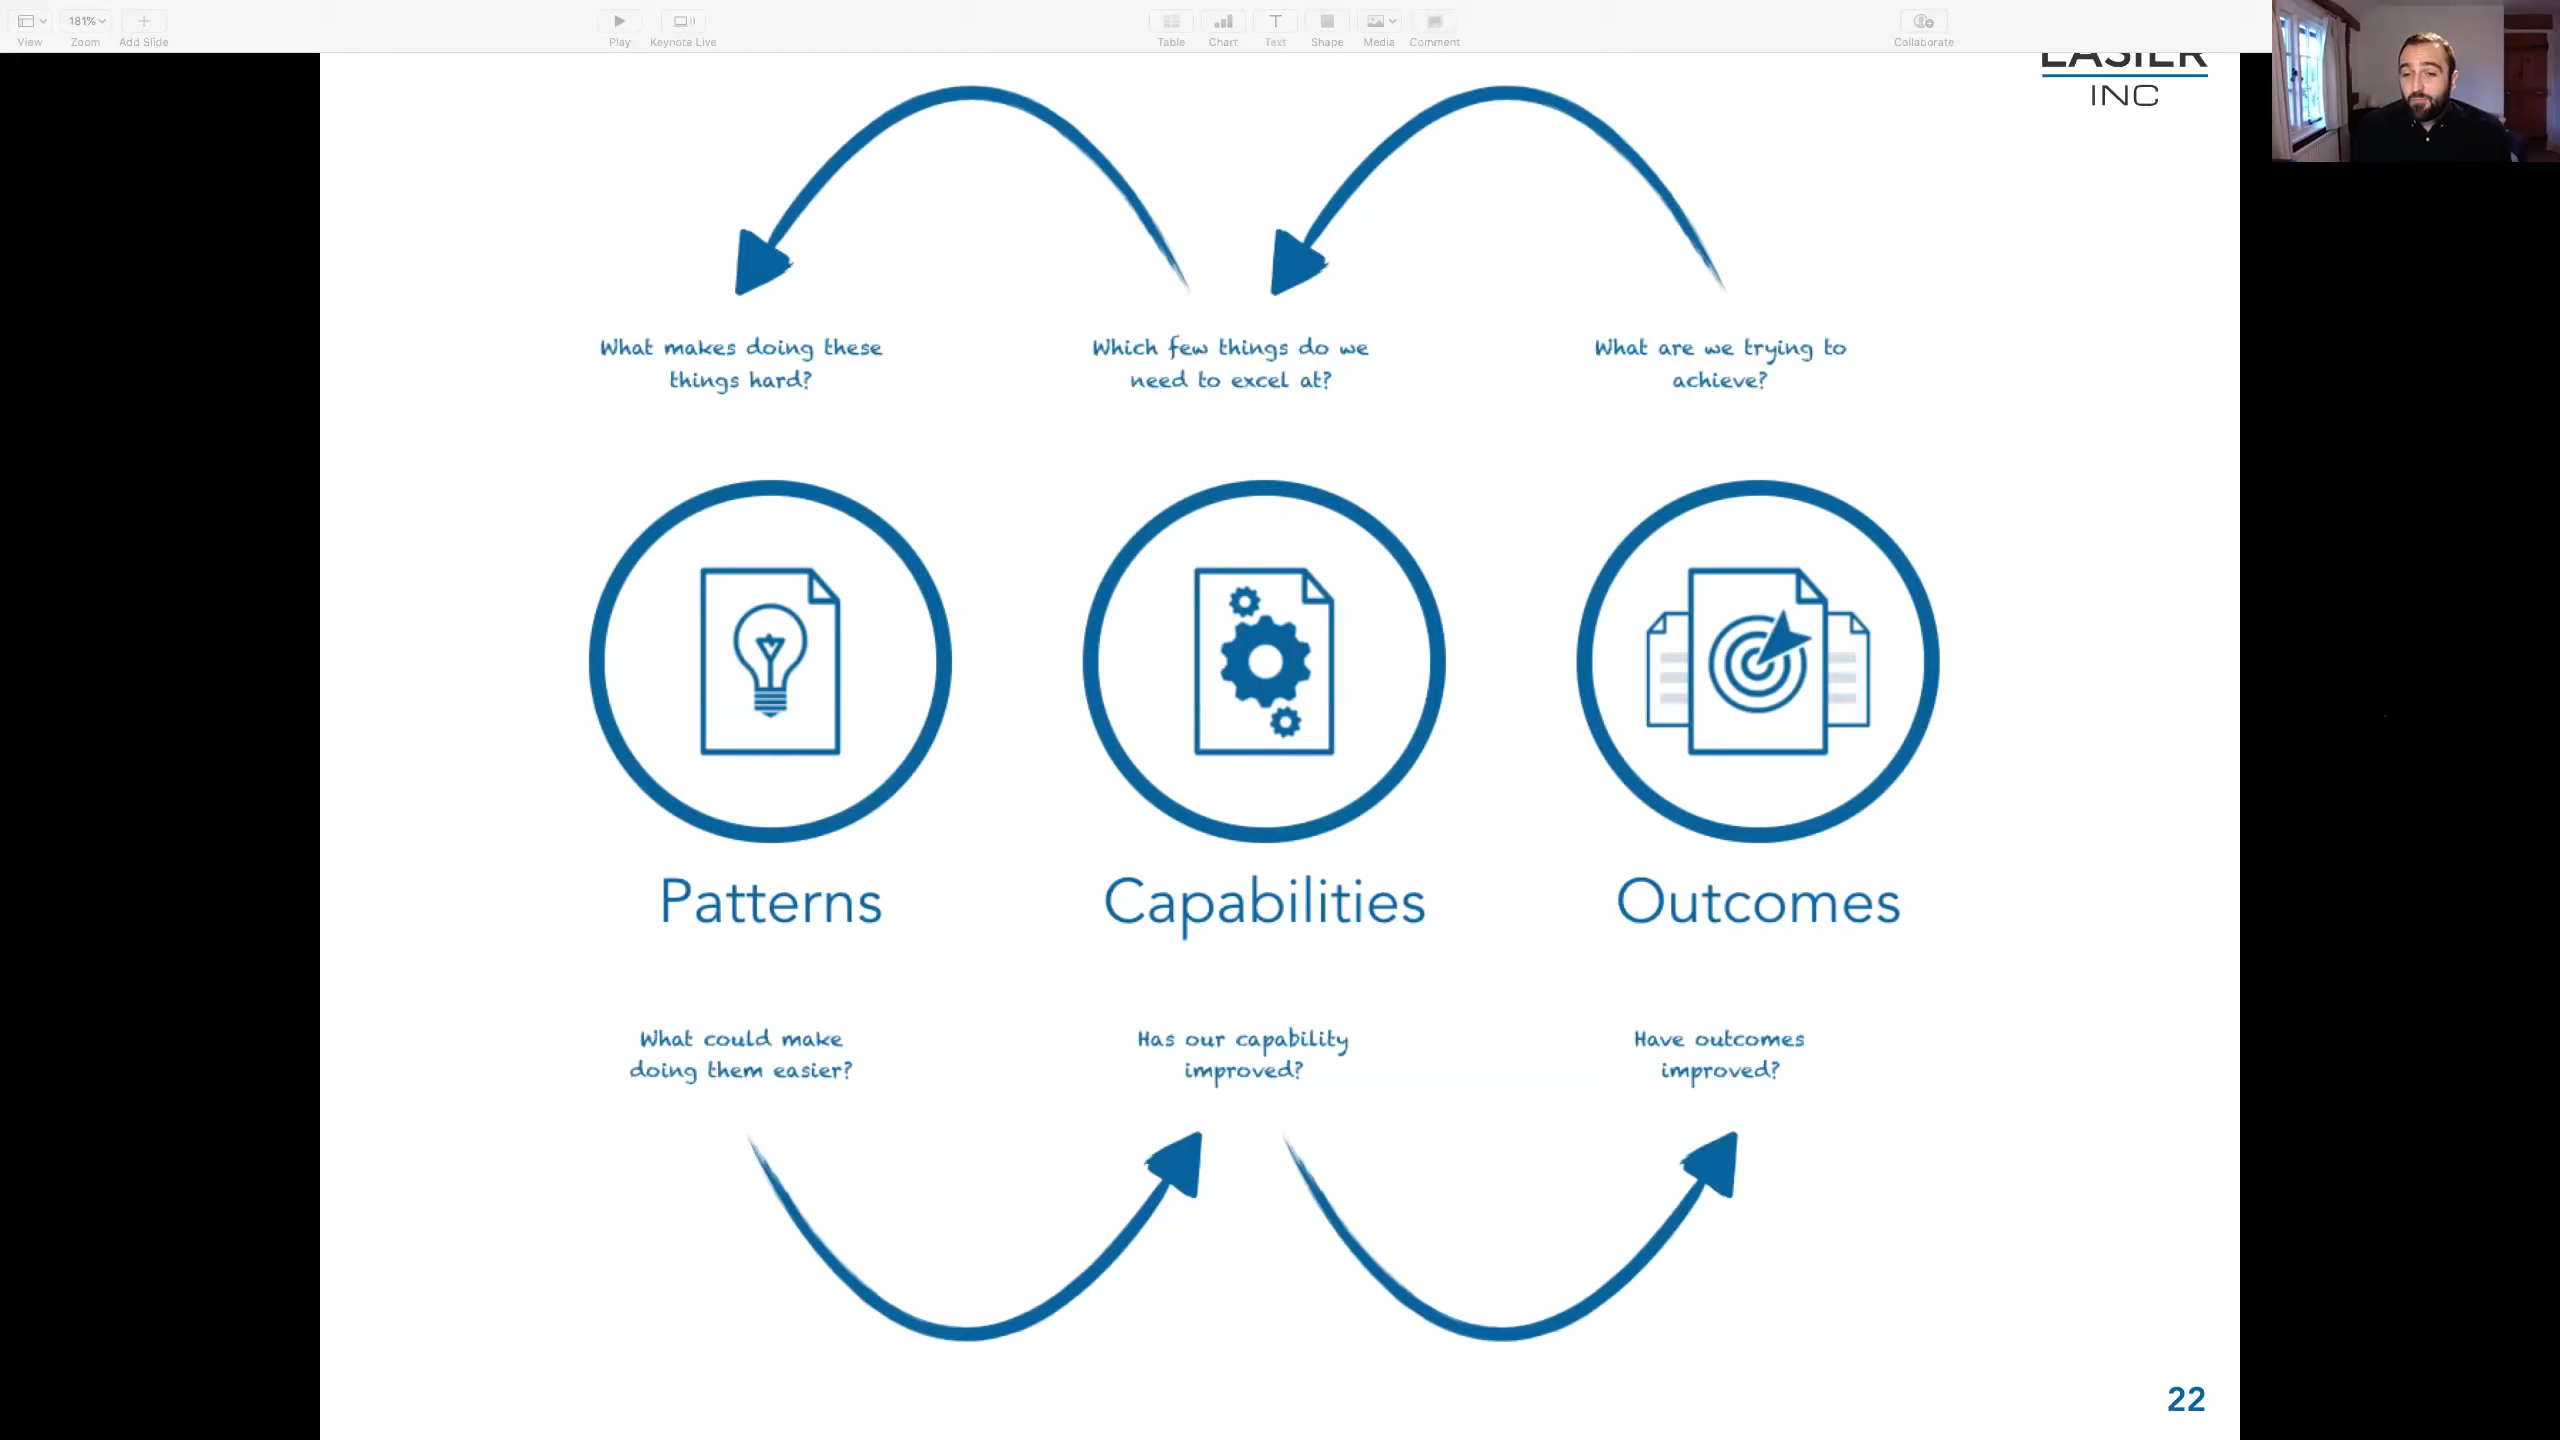 181%
View
Zoom
Add Slide
Play
Keynote Live
Table
Chart
Text
Shape
Media
Comment
Collaborate
EASIER
INC
What makes doing these
things hard?
Which few things do we
need to excel at?
What are we trying to
achieve?
Patterns
Capabilities
Outcomes
What could make
doing them easier?
Has our capability
improved?
Have outcomes
improved?
22